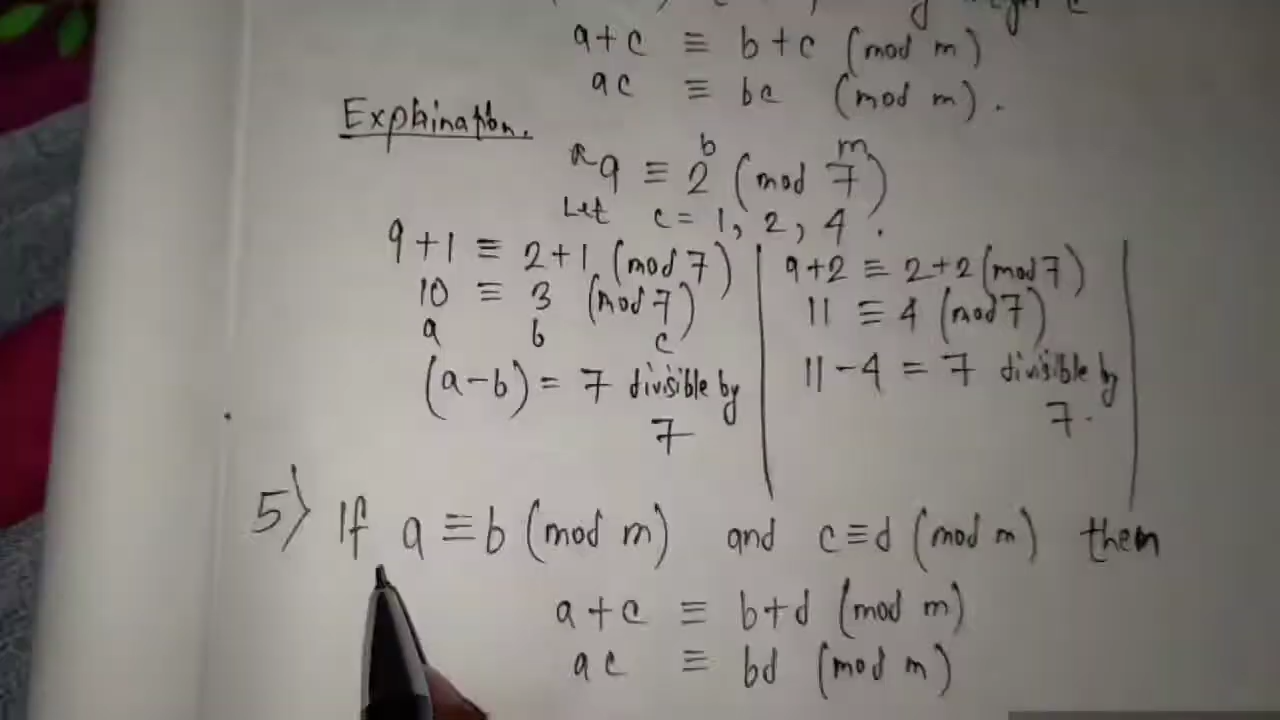 a+c ≡ b+c (mod m)
ac ≡ bc (mod m).
Explination.
a b m
9 ≡ 2 (mod 7)
Let c = 1, 2, 4.
9+1 ≡ 2+1 (mod 7)
10 ≡ 3 (mod 7)
a b c
(a-b) = 7 divisible by
7
9+2 ≡ 2+2 (mod 7)
11 ≡ 4 (mod 7)
11-4 = 7 divisible by
7.
5) If a ≡ b (mod m) and c ≡ d (mod m) them
a+c ≡ b+d (mod m)
ac ≡ bd (mod m)